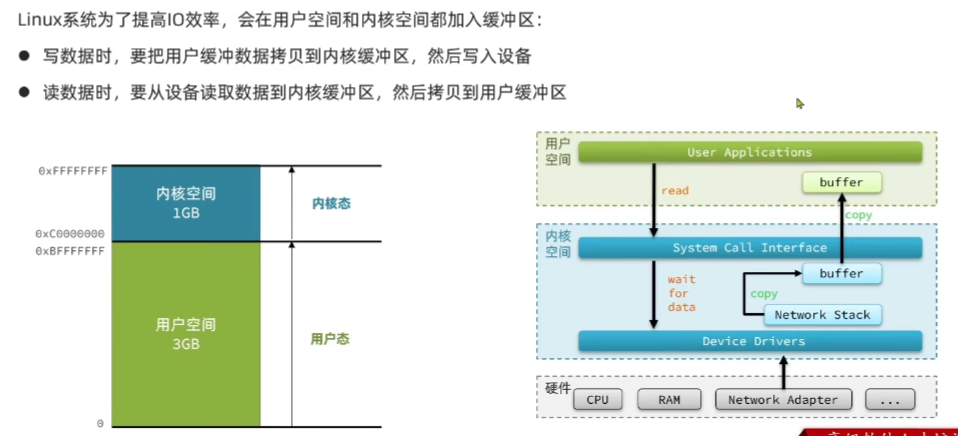 Linux系统为了提高IO效率，会在用户空间和内核空间都加入缓冲区：
● 写数据时，要把用户缓冲数据拷贝到内核缓冲区，然后写入设备
● 读数据时，要从设备读取数据到内核缓冲区，然后拷贝到用户缓冲区
0xFFFFFFFF
内核空间
1GB
内核态
0xC0000000
0xBFFFFFFF
用户空间
3GB
用户态
0
用户
空间
User Applications
buffer
read
copy
内核
空间
System Call Interface
buffer
wait
for
data
copy
Network Stack
Device Drivers
硬件
CPU
RAM
Network Adapter
...